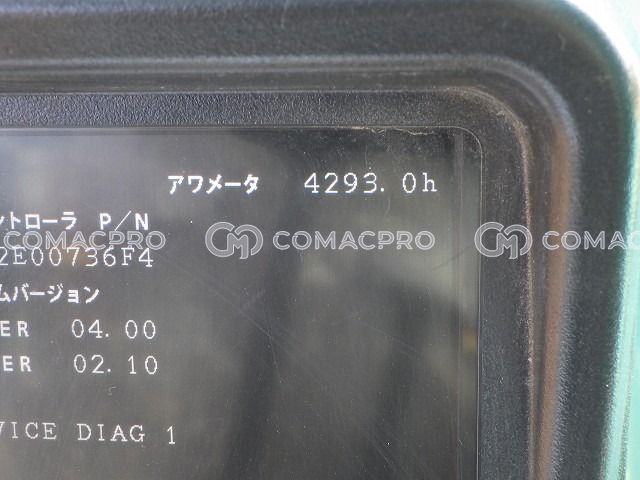 アワメータ 4293.0h
ントローラ P/N
COMACPRO COMACPRO COMACPRO
2E00736F4
ムバージョン
ER 04.00
ER 02.10
VICE DIAG 1